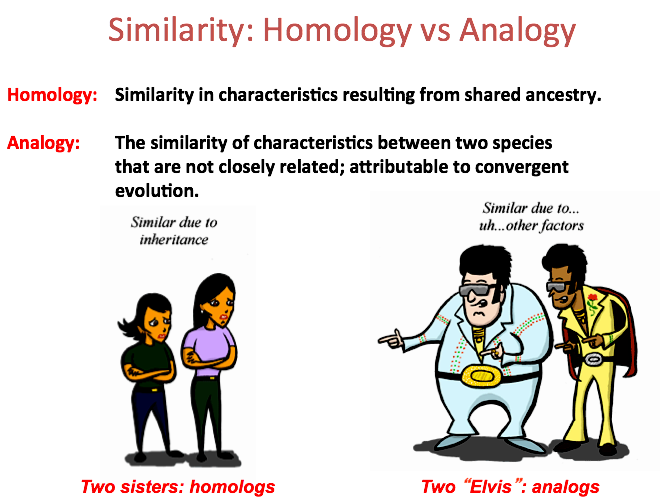 Similarity: Homology vs Analogy
Homology: Similarity in characteristics resulting from shared ancestry.
Analogy: The similarity of characteristics between two species
that are not closely related; attributable to convergent
evolution.
Similar due to
inheritance
Similar due to...
uh...other factors
Two sisters: homologs
Two “Elvis”: analogs